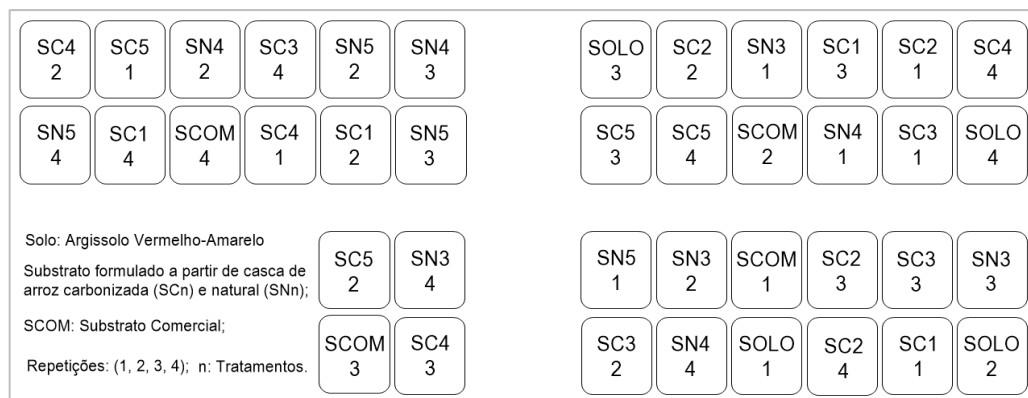 SC4 SC5 SN4 SC3 SN5 SN4 SOLO SC2 SN3 SC1 SC2 SC4
2 1 2 4 2 3 3 2 1 3 1 4
SN5 SC1 SCOM SC4 SC1 SN5 SC5 SC5 SCOM SN4 SC3 SOLO
4 4 4 1 2 3 3 4 2 1 1 4
Solo: Argissolo Vermelho-Amarelo
Substrato formulado a partir de casca de
arroz carbonizada (SCn) e natural (SNn);
SCOM: Substrato Comercial;
Repetições: (1, 2, 3, 4); n: Tratamentos.
SC5 SN3 SN5 SN3 SCOM SC2 SC3 SN3
2 4 1 2 1 3 3 3
SCOM SC4 SC3 SN4 SOLO SC2 SC1 SOLO
3 3 2 4 1 4 1 2